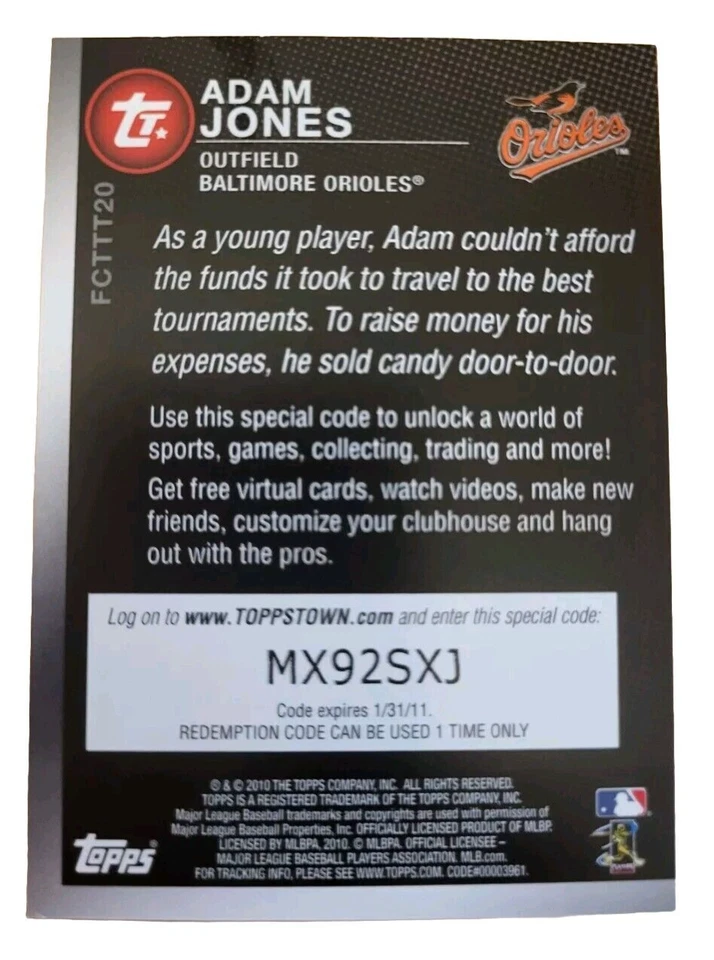 TT
ADAM
JONES
OUTFIELD
BALTIMORE ORIOLES®
Orioles™
FCTTT20
As a young player, Adam couldn't afford
the funds it took to travel to the best
tournaments. To raise money for his
expenses, he sold candy door-to-door.
Use this special code to unlock a world of
sports, games, collecting, trading and more!
Get free virtual cards, watch videos, make new
friends, customize your clubhouse and hang
out with the pros.
Log on to www.TOPPSTOWN.com and enter this special code:
MX92SXJ
Code expires 1/31/11.
REDEMPTION CODE CAN BE USED 1 TIME ONLY
® & © 2010 THE TOPPS COMPANY, INC. ALL RIGHTS RESERVED.
TOPPS IS A REGISTERED TRADEMARK OF THE TOPPS COMPANY, INC.
Major League Baseball trademarks and copyrights are used with permission of
Major League Baseball Properties, Inc. OFFICIALLY LICENSED PRODUCT OF MLBP.
LICENSED BY MLBPA, 2010. © MLBPA. OFFICIAL LICENSEE –
MAJOR LEAGUE BASEBALL PLAYERS ASSOCIATION. MLB.com.
FOR TRACKING INFO, PLEASE SEE WWW.TOPPS.COM. CODE#00003961.
topps®